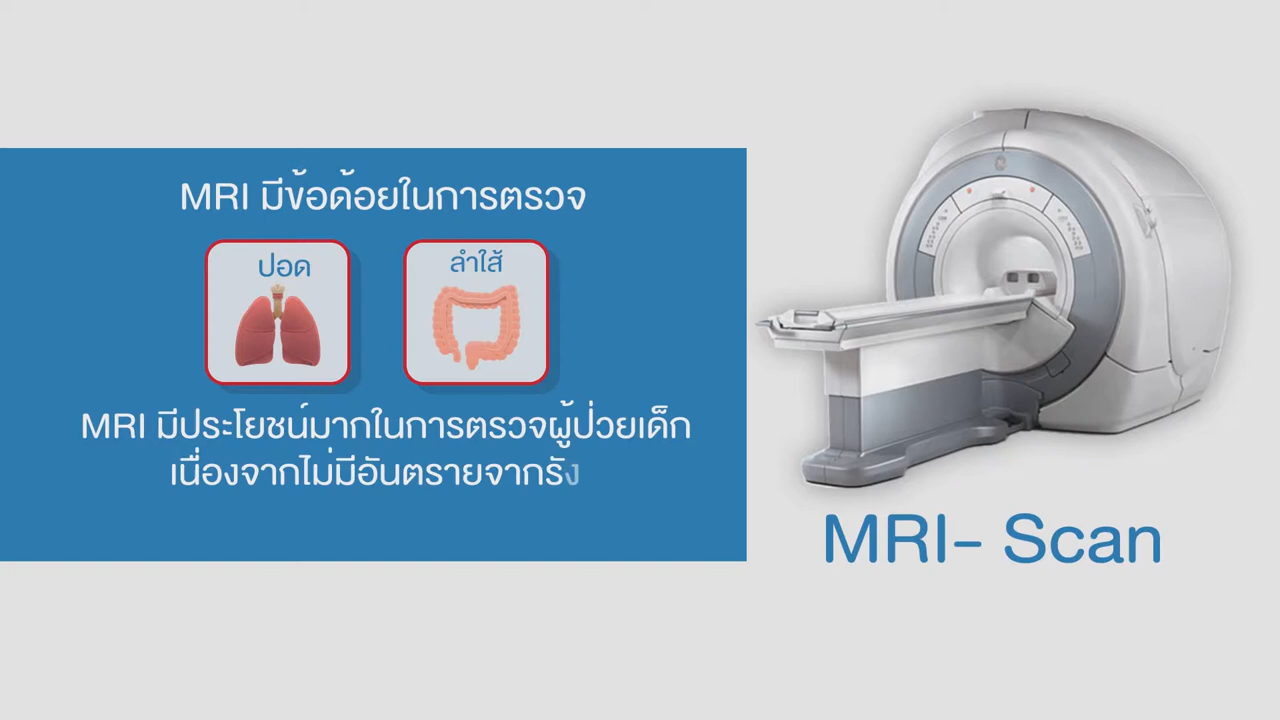 MRI มีข้อด้อยในการตรวจ
ปอด
ลำใส้
MRI มีประโยชน์มากในการตรวจผู้ป่วยเด็ก
เนื่องจากไม่มีอันตรายจากรัง
MRI- Scan